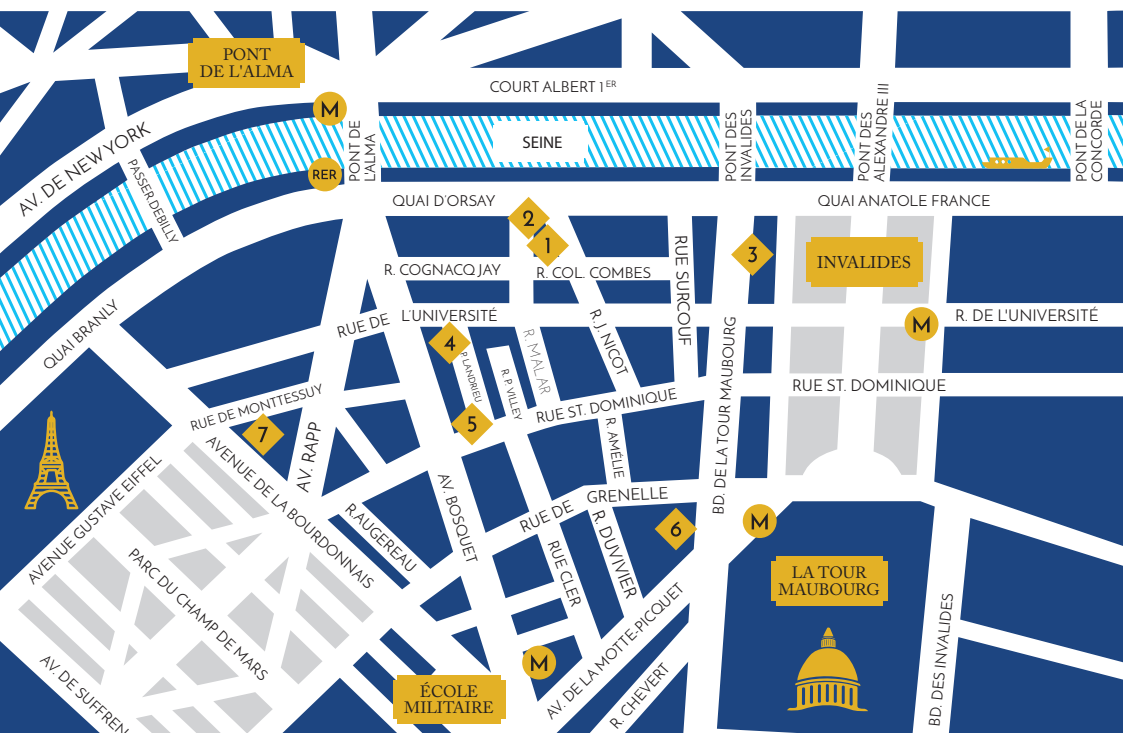 PONT
DE L'ALMA
COURT ALBERT 1ER
M
AV. DE NEW YORK
PASSER.DEBILLY
RER
PONT DE
L'ALMA
SEINE
PONT DES
INVALIDES
PONT DES
ALEXANDRE III
PONT DE LA
CONCORDE
QUAI D'ORSAY
QUAI ANATOLE FRANCE
2
1
3
INVALIDES
R. COGNACQ JAY
R. COL. COMBES
RUE SURCOUF
QUAI BRANLY
RUE DE
L'UNIVERSITÉ
R.J. NICOT
M
R. DE L'UNIVERSITÉ
4
P LANDRIEU
R. P. VILLEY
R. MALAR
BD. DE LA TOUR MAUBOURG
RUE ST. DOMINIQUE
RUE DE MONTTESSUY
RUE ST. DOMINIQUE
7
5
AV. RAPP
R. AMÉLIE
AVENUE GUSTAVE EIFFEL
AVENUE DE LA BOURDONNAIS
AV. BOSQUET
RUE DE
GRENELLE
R.AUGEREAU
R. DUVIVIER
6
M
PARC DU CHAMP DE MARS
RUE CLER
LA TOUR
MAUBOURG
AV. DE LA MOTTE-PICQUET
BD. DES INVALIDES
M
AV. DE SUFFREN
ÉCOLE
MILITAIRE
R. CHEVERT